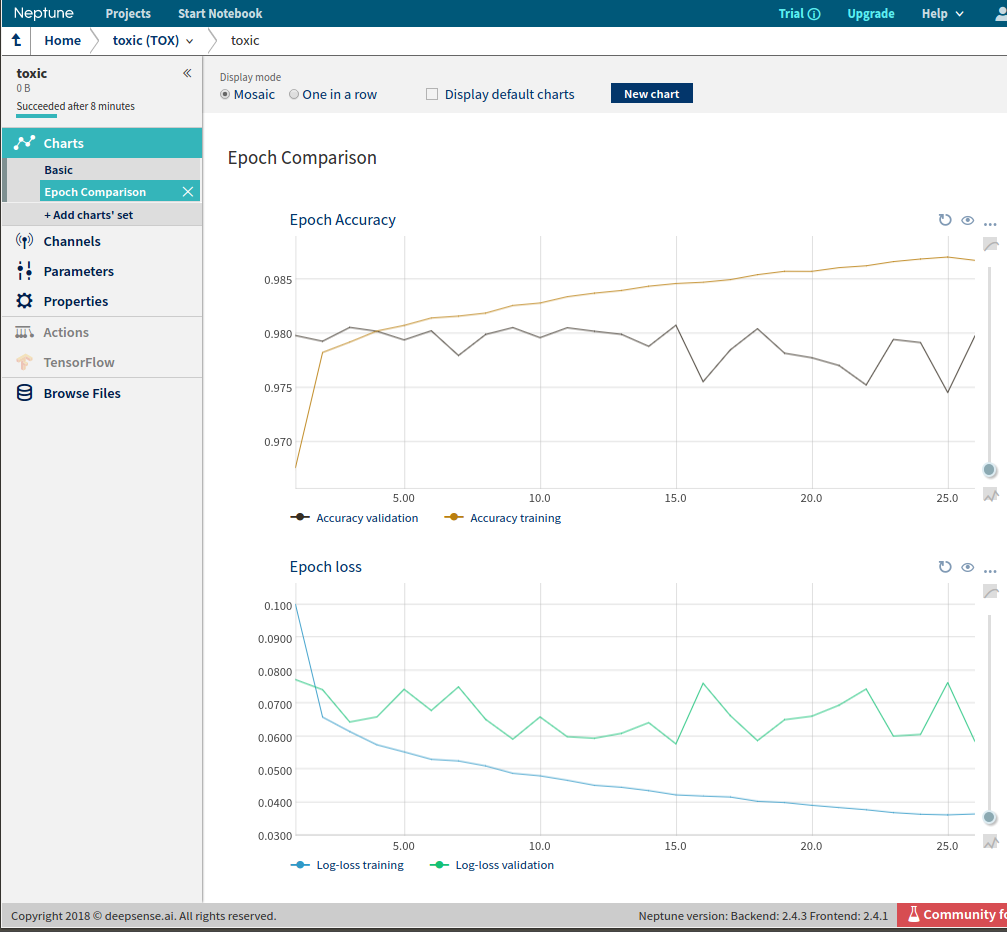 Neptune Projects Start Notebook Trial Upgrade Help
Home toxic (TOX) toxic
toxic
0 B
Succeeded after 8 minutes
Charts
Basic
Epoch Comparison
+ Add charts' set
Channels
Parameters
Properties
Actions
TensorFlow
Browse Files
Display mode
Mosaic One in a row Display default charts New chart
Epoch Comparison
Epoch Accuracy
0.985
0.980
0.975
0.970
5.00 10.0 15.0 20.0 25.0
Accuracy validation Accuracy training
Epoch loss
0.100
0.0900
0.0800
0.0700
0.0600
0.0500
0.0400
0.0300
5.00 10.0 15.0 20.0 25.0
Log-loss training Log-loss validation
Copyright 2018 © deepsense.ai. All rights reserved. Neptune version: Backend: 2.4.3 Frontend: 2.4.1 Community fo